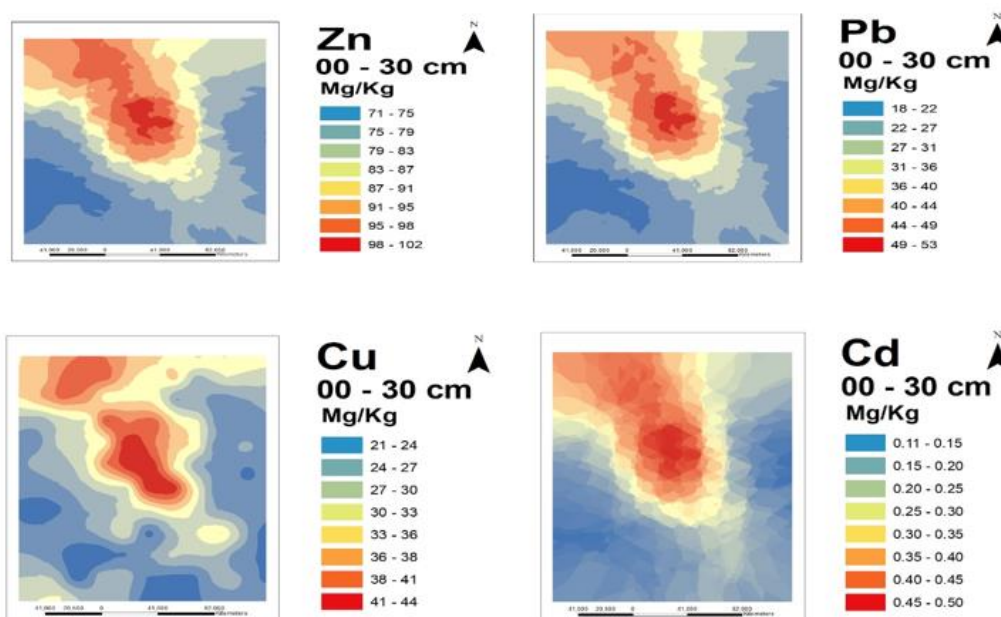 Zn
N
00 - 30 cm
Mg/Kg
71 - 75
75 - 79
79 - 83
83 - 87
87 - 91
91 - 95
95 - 98
98 - 102
Pb
N
00 - 30 cm
Mg/Kg
18 - 22
22 - 27
27 - 31
31 - 36
36 - 40
40 - 44
44 - 49
49 - 53
Cu
N
00 - 30 cm
Mg/Kg
21 - 24
24 - 27
27 - 30
30 - 33
33 - 36
36 - 38
38 - 41
41 - 44
Cd
N
00 - 30 cm
Mg/Kg
0.11 - 0.15
0.15 - 0.20
0.20 - 0.25
0.25 - 0.30
0.30 - 0.35
0.35 - 0.40
0.40 - 0.45
0.45 - 0.50